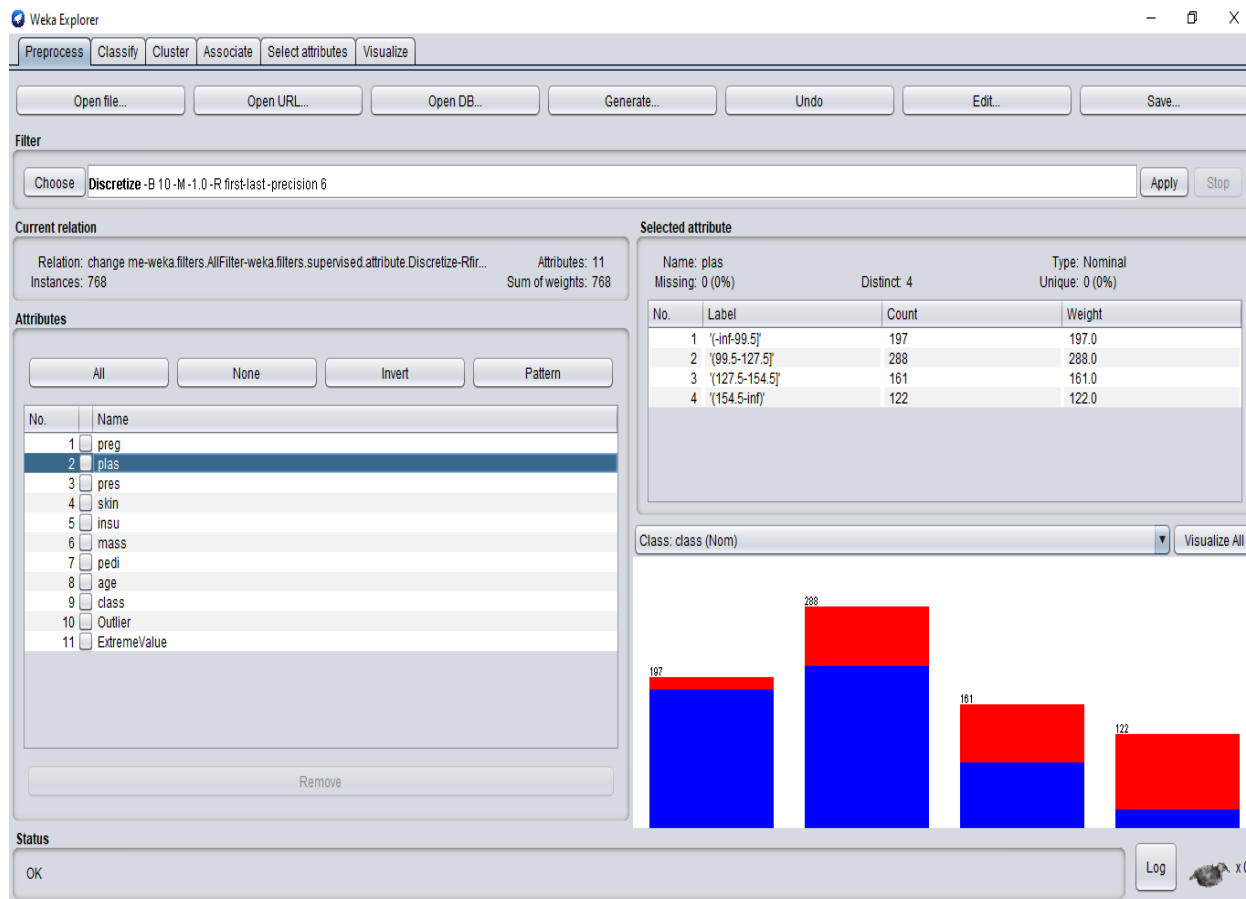 Weka Explorer
Preprocess Classify Cluster Associate Select attributes Visualize
Open file... Open URL... Open DB... Generate... Undo Edit... Save...
Filter
Choose Discretize -B 10 -M -1.0 -R first-last -precision 6 Apply Stop
Current relation
Relation: change me-weka.filters.AllFilter-weka.filters.supervised.attribute.Discretize-Rfir... Attributes: 11
Instances: 768 Sum of weights: 768
Attributes
All None Invert Pattern
No. Name
1 preg
2 plas
3 pres
4 skin
5 insu
6 mass
7 pedi
8 age
9 class
10 Outlier
11 ExtremeValue
Remove
Selected attribute
Name: plas Type: Nominal
Missing: 0 (0%) Distinct: 4 Unique: 0 (0%)
No. Label Count Weight
1 '(-inf-99.5]' 197 197.0
2 '(99.5-127.5]' 288 288.0
3 '(127.5-154.5]' 161 161.0
4 '(154.5-inf)' 122 122.0
Class: class (Nom) Visualize All
197 288 161 122
Status
OK
Log x 0